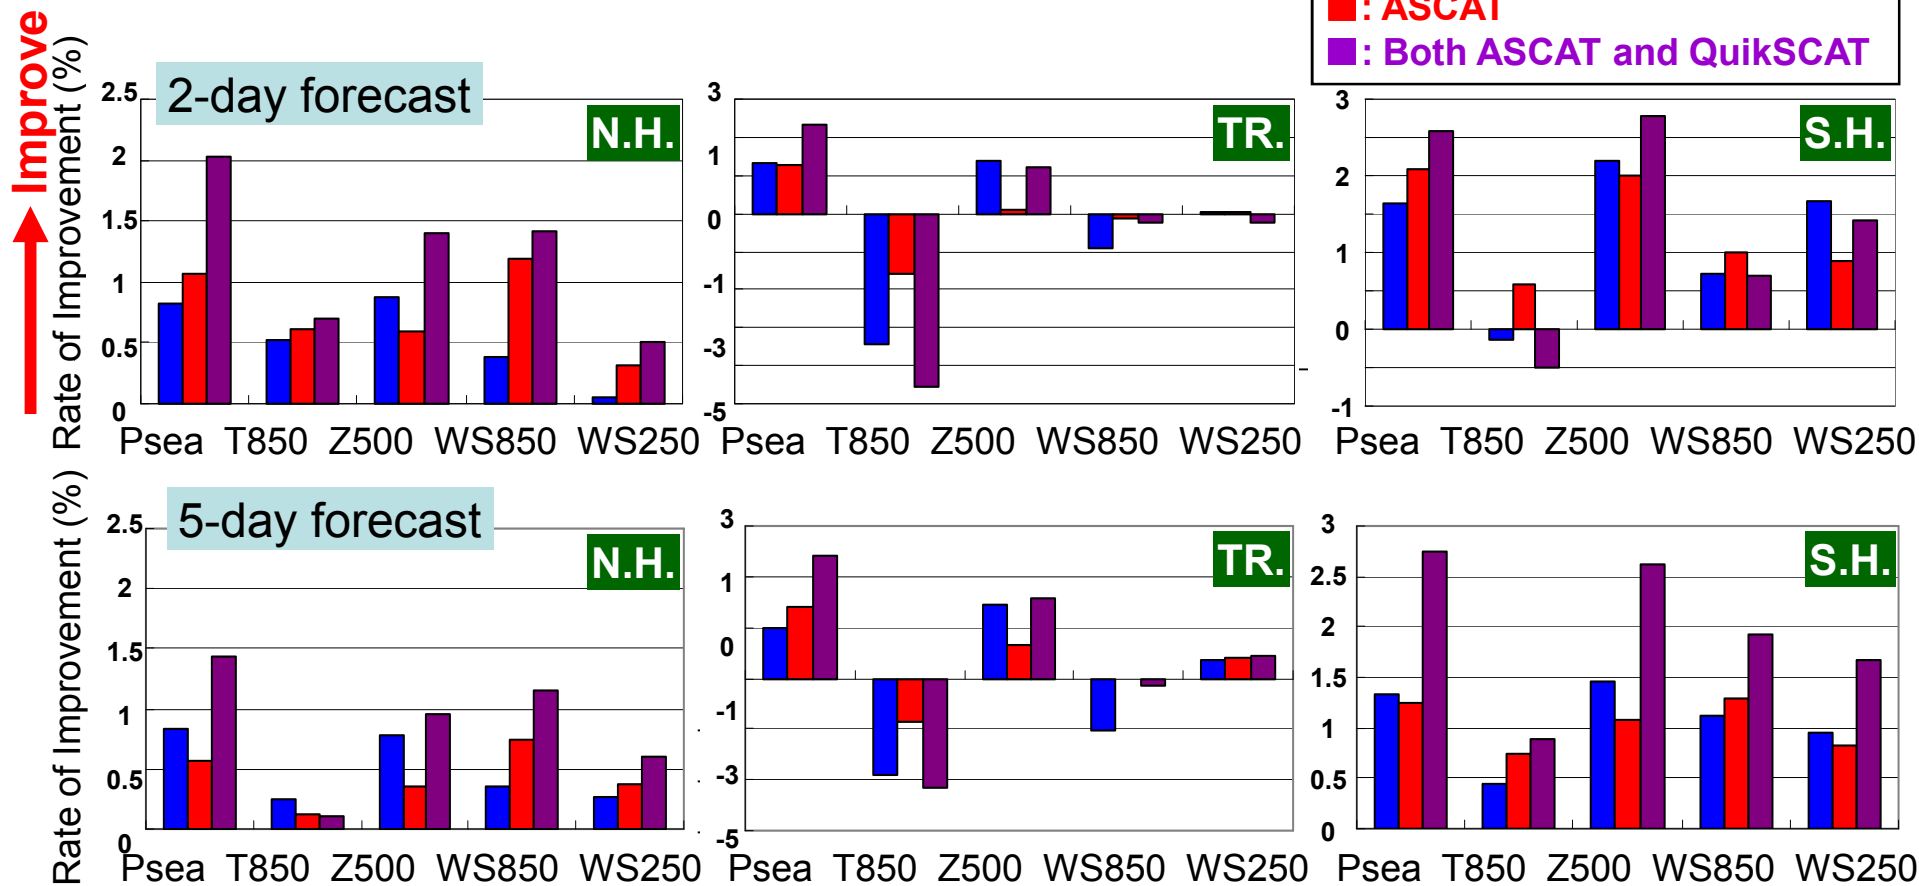 : ASCAT
: Both ASCAT and QuikSCAT
Improve
Rate of Improvement (%)
2-day forecast
2.5
2
1.5
1
0.5
0
N.H.
Psea T850 Z500 WS850 WS250
3
1
0
-1
-3
-5
TR.
Psea T850 Z500 WS850 WS250
3
2
1
0
-1
S.H.
Psea T850 Z500 WS850 WS250
Rate of Improvement (%)
5-day forecast
2.5
2
1.5
1
0.5
0
N.H.
Psea T850 Z500 WS850 WS250
3
1
0
-1
-3
-5
TR.
Psea T850 Z500 WS850 WS250
3
2.5
2
1.5
1
0.5
0
S.H.
Psea T850 Z500 WS850 WS250